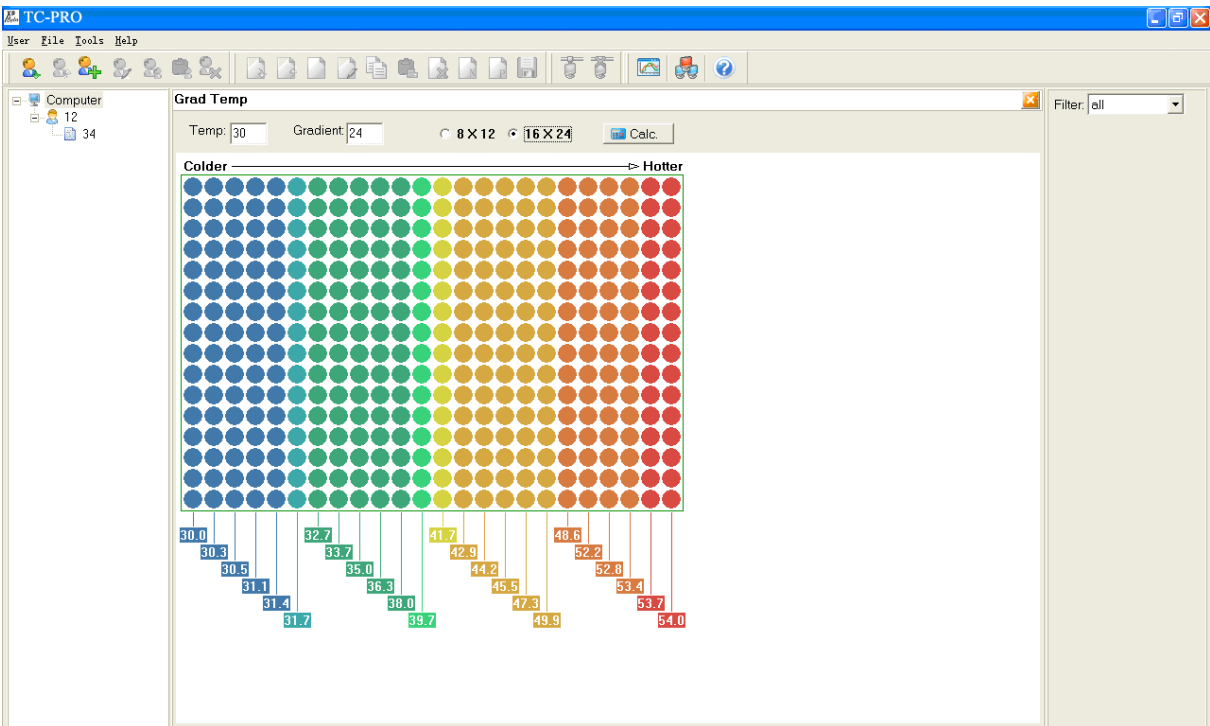 TC-PRO
User File Tools Help
Computer
12
34
Grad Temp
Temp: 30 Gradient: 24 8 X 12 16 X 24 Calc.
Filter: all
Colder Hotter
30.0 32.7 41.7 48.6
30.3 33.7 42.9 52.2
30.5 35.0 44.2 52.8
31.1 36.3 45.5 53.4
31.4 38.0 47.3 53.7
31.7 39.7 49.9 54.0